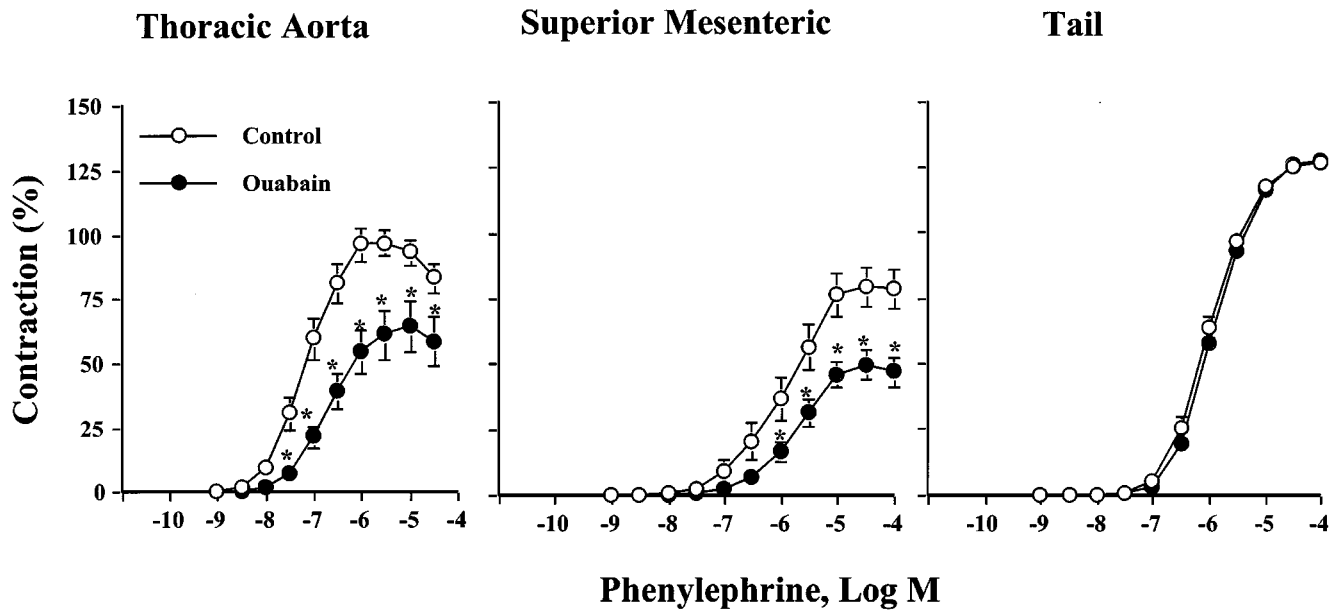 Thoracic Aorta
Superior Mesenteric
Tail
Contraction (%)
150
125
100
75
50
25
0
Control
Ouabain
* * * * * * *
* * * * *
-10 -9 -8 -7 -6 -5 -4
-10 -9 -8 -7 -6 -5 -4
-10 -9 -8 -7 -6 -5 -4
Phenylephrine, Log M